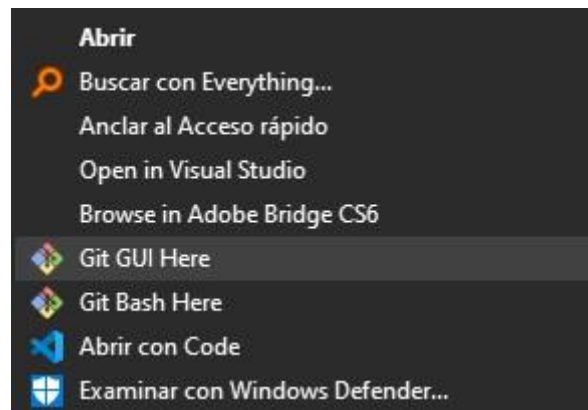 Abrir
Buscar con Everything...
Anclar al Acceso rápido
Open in Visual Studio
Browse in Adobe Bridge CS6
Git GUI Here
Git Bash Here
Abrir con Code
Examinar con Windows Defender...